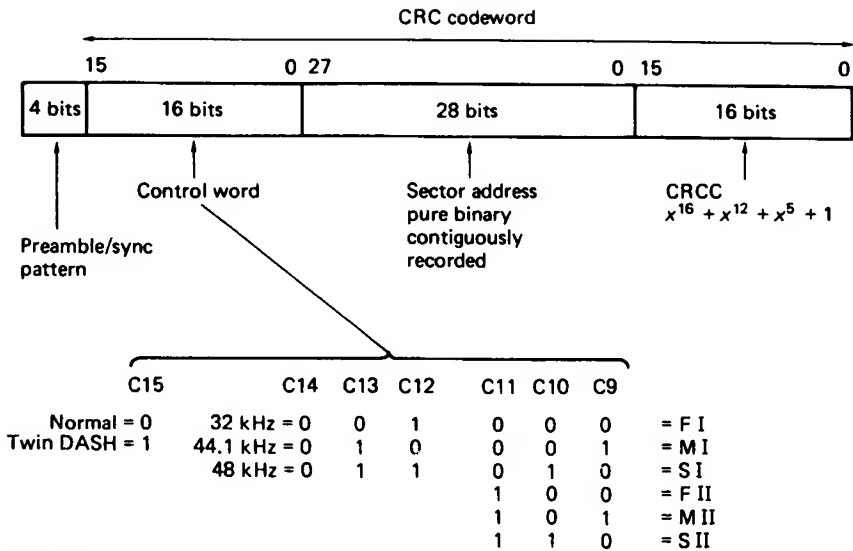 CRC codeword
15 0 27 0 15 0
4 bits 16 bits 28 bits 16 bits
Control word
Sector address
pure binary
contiguously
recorded
CRCC
x¹⁶ + x¹² + x⁵ + 1
Preamble/sync
pattern
C15 C14 C13 C12 C11 C10 C9
Normal = 0 32 kHz = 0 0 1 0 0 0 = F I
Twin DASH = 1 44.1 kHz = 0 1 0 0 0 1 = M I
48 kHz = 0 1 1 0 1 0 = S I
1 0 0 = F II
1 0 1 = M II
1 1 0 = S II